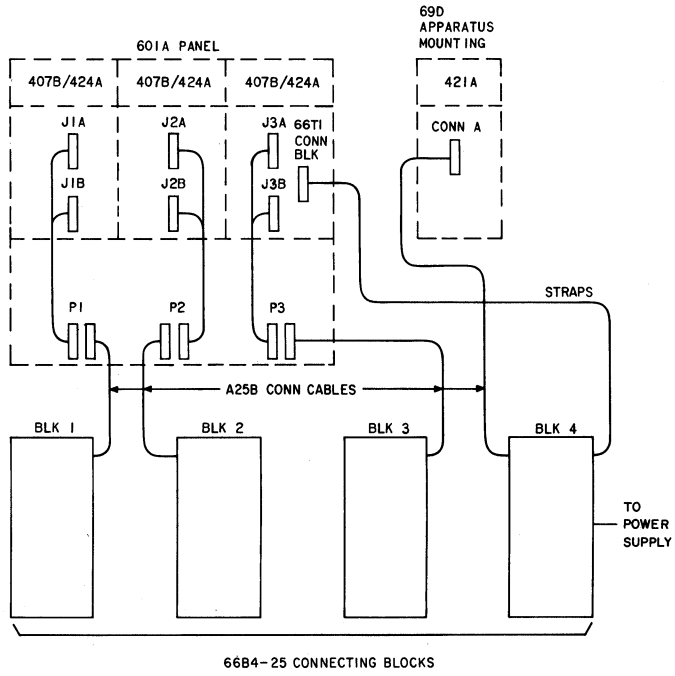 69D
APPARATUS
MOUNTING
601A PANEL
407B/424A
407B/424A
407B/424A
421A
J1A
J2A
J3A
66T1
CONN
BLK
CONN A
J1B
J2B
J3B
STRAPS
P1
P2
P3
A25B CONN CABLES
BLK 1
BLK 2
BLK 3
BLK 4
TO
POWER
SUPPLY
66B4-25 CONNECTING BLOCKS